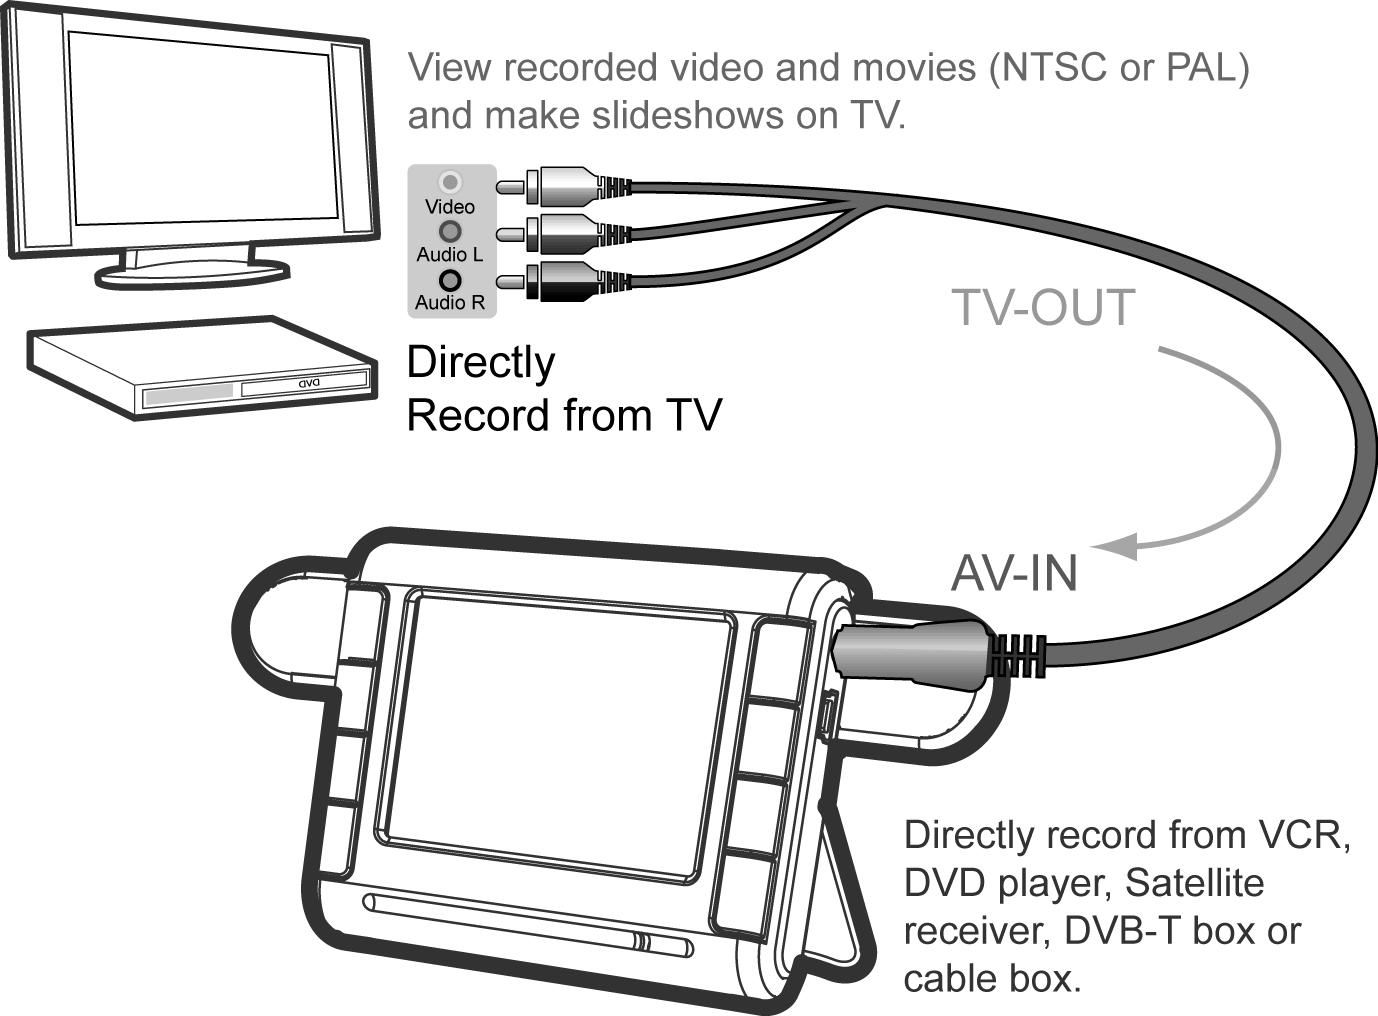 View recorded video and movies (NTSC or PAL)
and make slideshows on TV.
Video
Audio L
Audio R
TV-OUT
DVD
Directly
Record from TV
AV-IN
Directly record from VCR,
DVD player, Satellite
receiver, DVB-T box or
cable box.